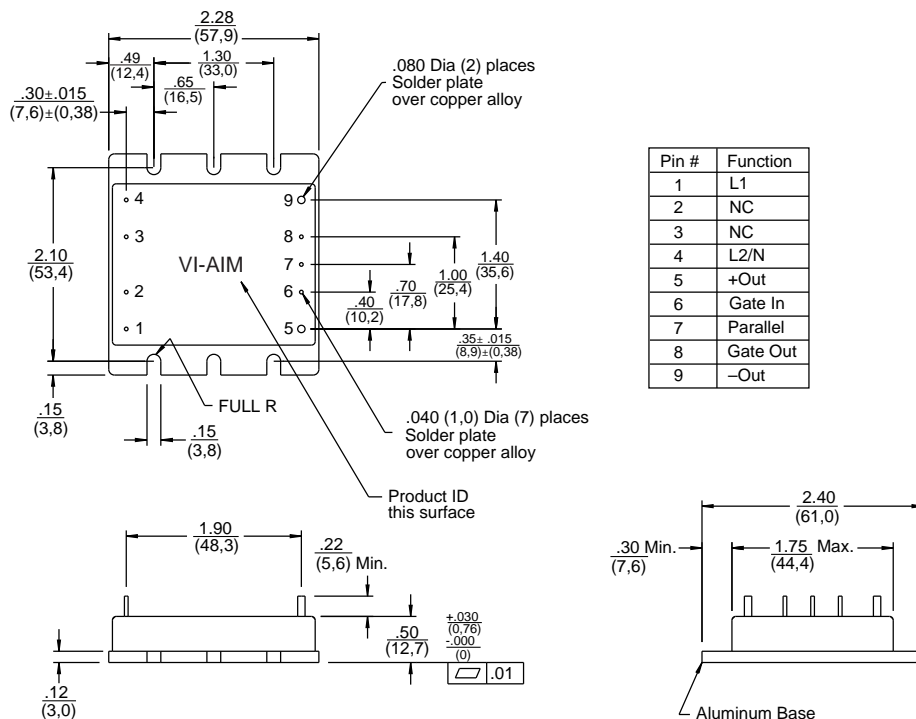 2.28
(57,9)
.49
(12,4)
1.30
(33,0)
.65
(16,5)
.30±.015
(7,6)±(0,38)
.080 Dia (2) places
Solder plate
over copper alloy
4
3
2
1
9
8
7
6
5
VI-AIM
2.10
(53,4)
.40
(10,2)
.70
(17,8)
1.00
(25,4)
1.40
(35,6)
.35± .015
(8,9)±(0,38)
.15
(3,8)
.15
(3,8)
FULL R
.040 (1,0) Dia (7) places
Solder plate
over copper alloy
Product ID
this surface
Pin # Function
1 L1
2 NC
3 NC
4 L2/N
5 +Out
6 Gate In
7 Parallel
8 Gate Out
9 –Out
1.90
(48,3)
.22
(5,6) Min.
.50
(12,7)
+.030
(0,76)
-.000
(0)
.01
.12
(3,0)
2.40
(61,0)
.30 Min.
(7,6)
1.75 Max.
(44,4)
Aluminum Base